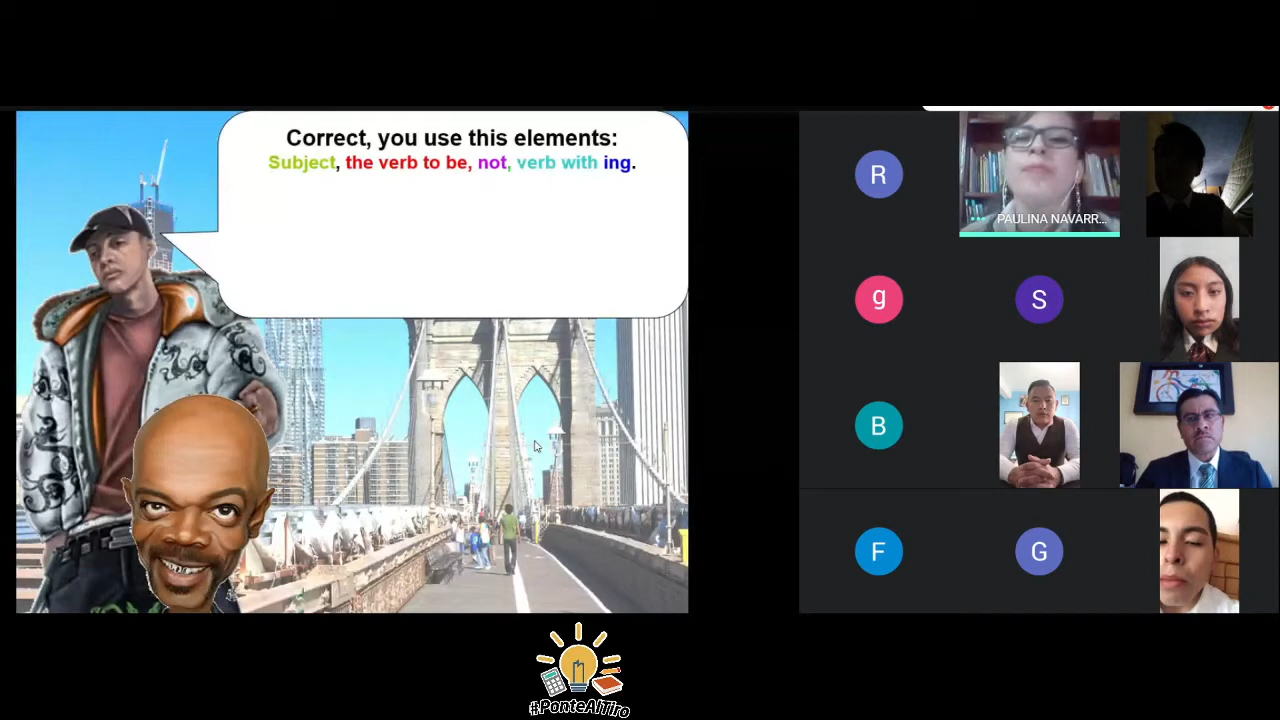 Correct, you use this elements:
Subject, the verb to be, not, verb with ing.
R
PAULINA NAVARR...
g
S
B
F
G
#PonteAlTiro